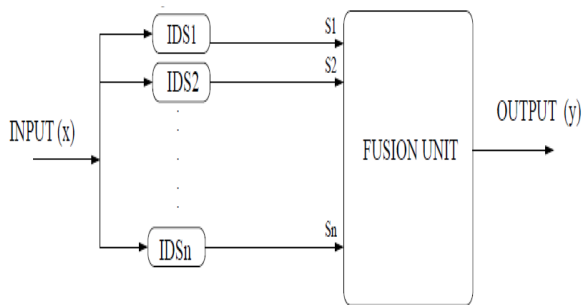 IDS1
S1
IDS2
S2
INPUT (x)
FUSION UNIT
OUTPUT (y)
IDSn
Sn